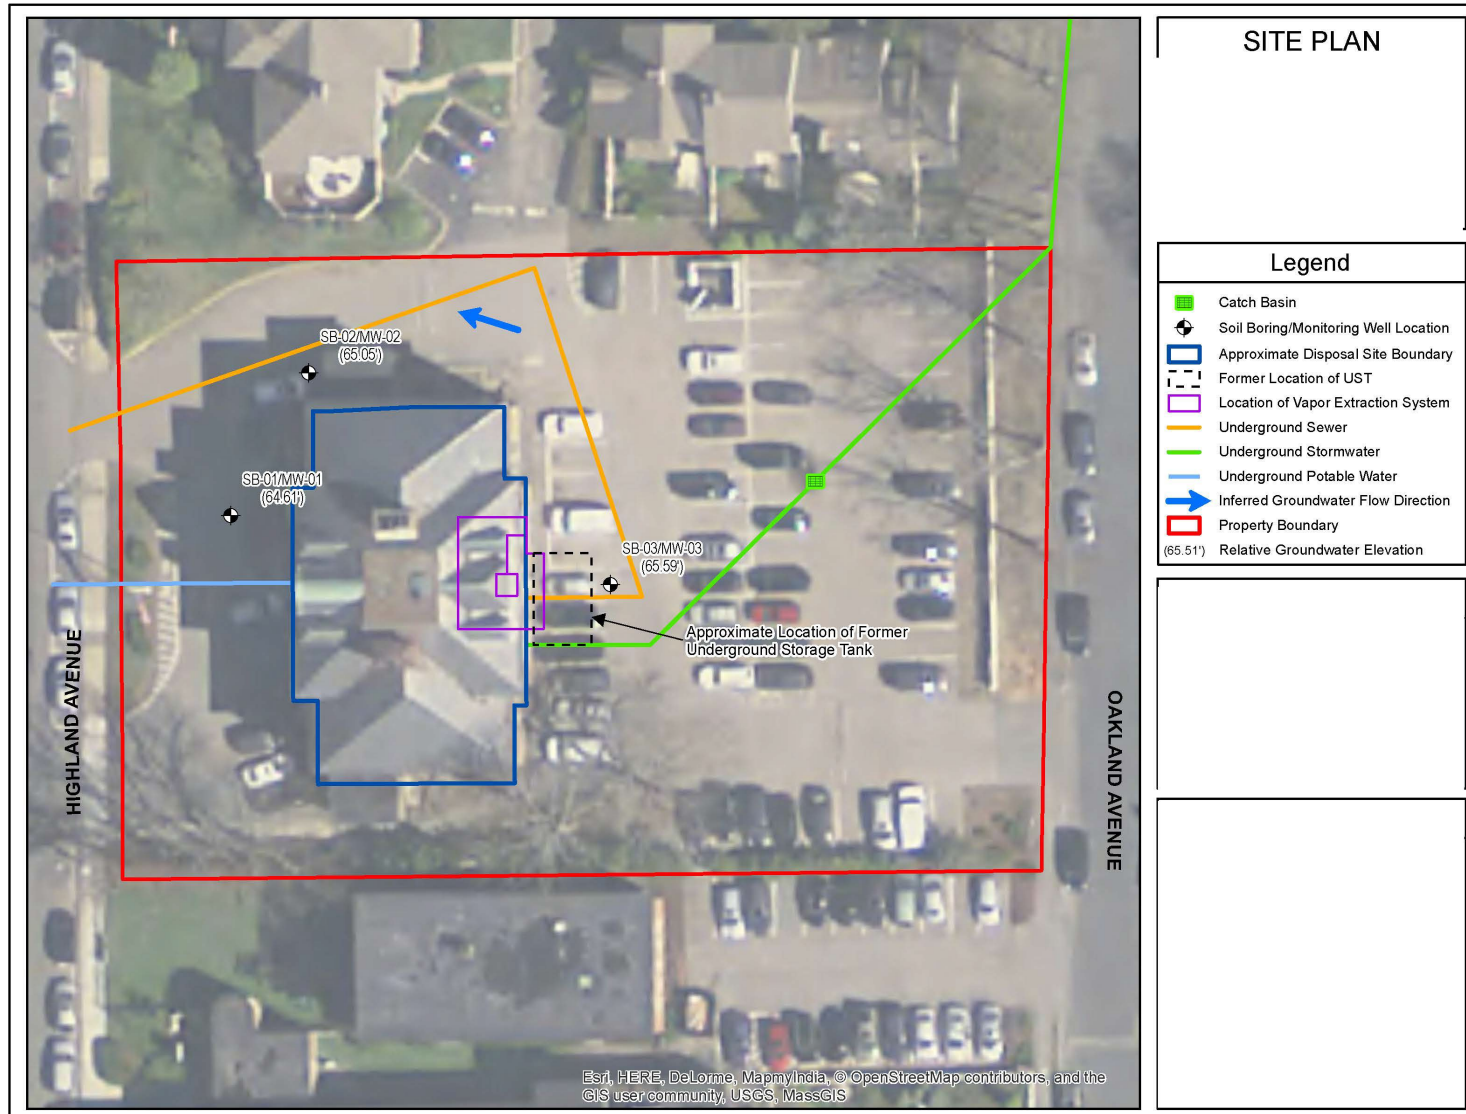 SITE PLAN
Legend
Catch Basin
Soil Boring/Monitoring Well Location
Approximate Disposal Site Boundary
Former Location of UST
Location of Vapor Extraction System
Underground Sewer
Underground Stormwater
Underground Potable Water
Inferred Groundwater Flow Direction
Property Boundary
(65.51') Relative Groundwater Elevation
SB-02/MW-02
(65.05')
SB-01/MW-01
(64.61')
SB-03/MW-03
(65.59')
Approximate Location of Former
Underground Storage Tank
HIGHLAND AVENUE
OAKLAND AVENUE
Esri, HERE, DeLorme, MapmyIndia, © OpenStreetMap contributors, and the
GIS user community, USGS, MassGIS